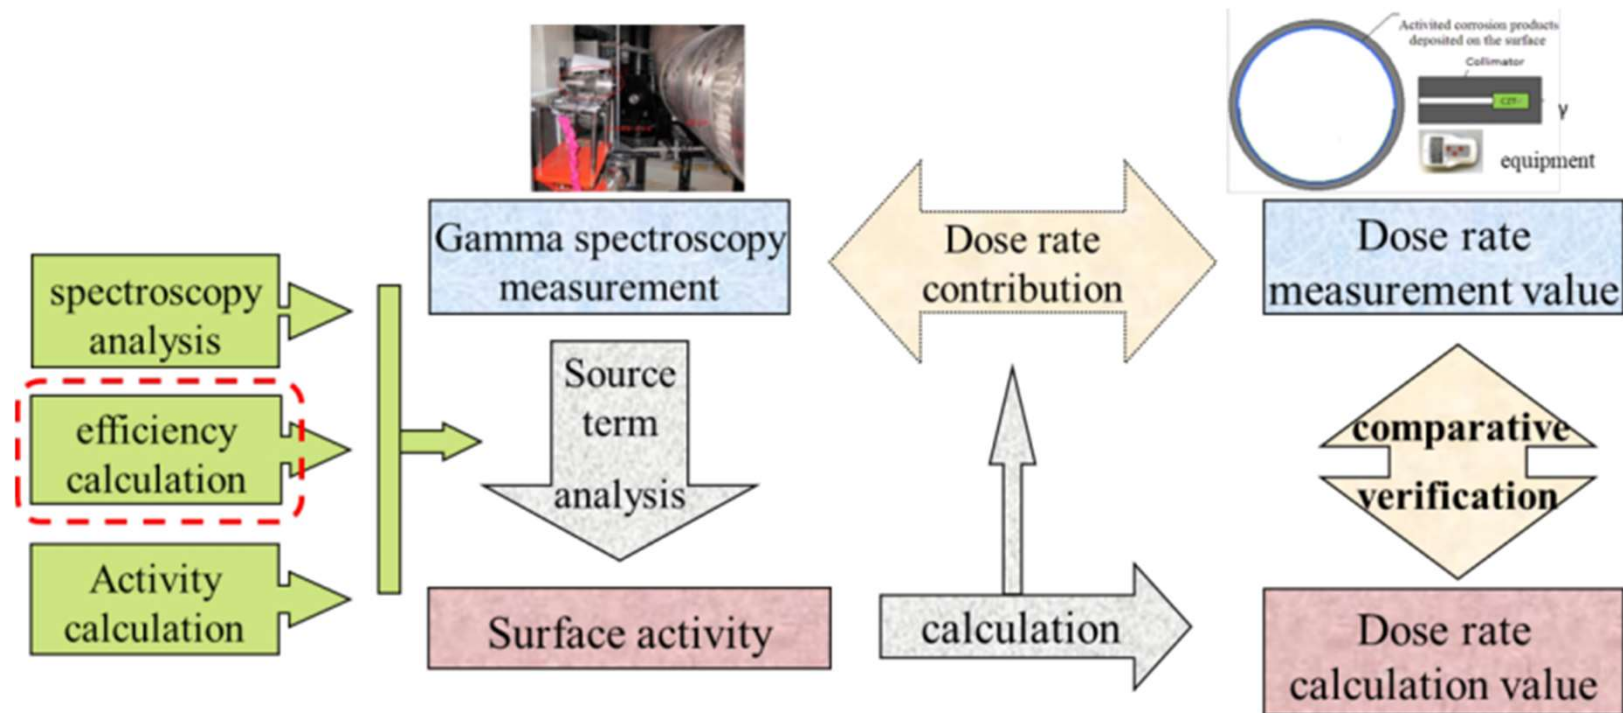 Activited corrosion products
deposited on the surface
Collimator
CZT
γ
equipment
Gamma spectroscopy
measurement
Dose rate
contribution
Dose rate
measurement value
spectroscopy
analysis
efficiency
calculation
Activity
calculation
Source
term
analysis
comparative
verification
Surface activity
calculation
Dose rate
calculation value